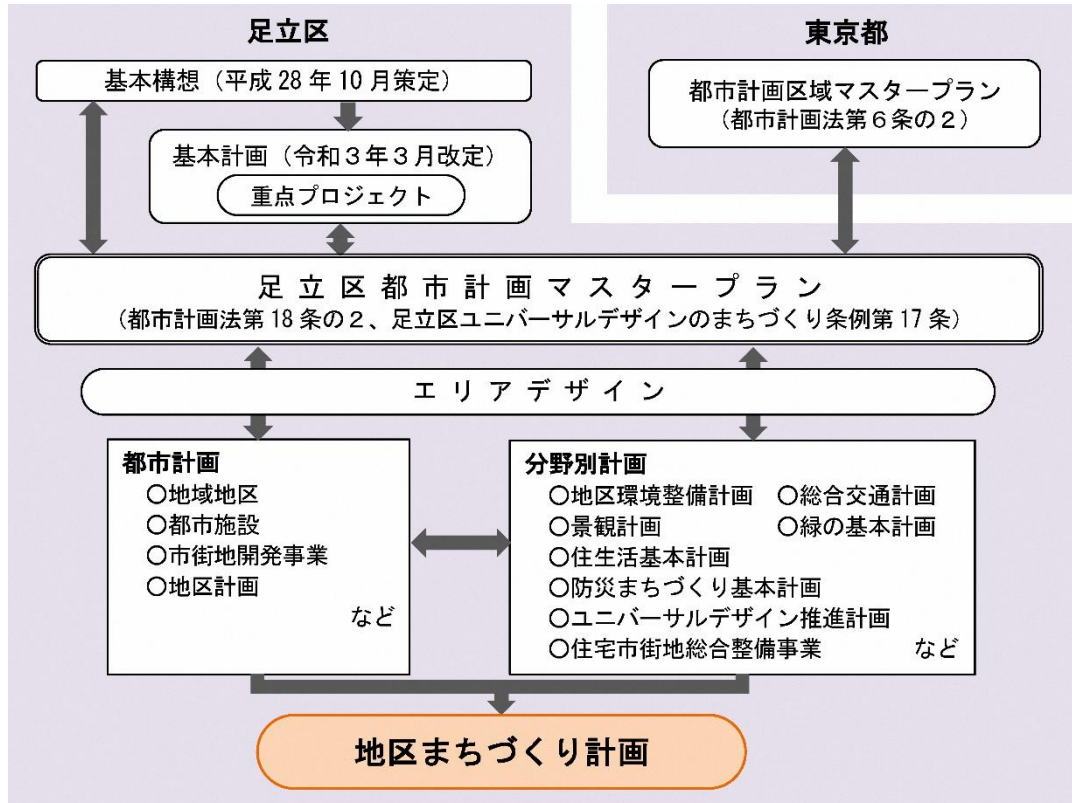 足立区
基本構想（平成28年10月策定）
基本計画（令和３年３月改定）
重点プロジェクト
東京都
都市計画区域マスタープラン
（都市計画法第６条の２）
足立区都市計画マスタープラン
（都市計画法第18条の２、足立区ユニバーサルデザインのまちづくり条例第17条）
エリアデザイン
都市計画
○地域地区
○都市施設
○市街地開発事業
○地区計画
など
分野別計画
○地区環境整備計画　○総合交通計画
○景観計画　○緑の基本計画
○住生活基本計画
○防災まちづくり基本計画
○ユニバーサルデザイン推進計画
○住宅市街地総合整備事業　など
地区まちづくり計画